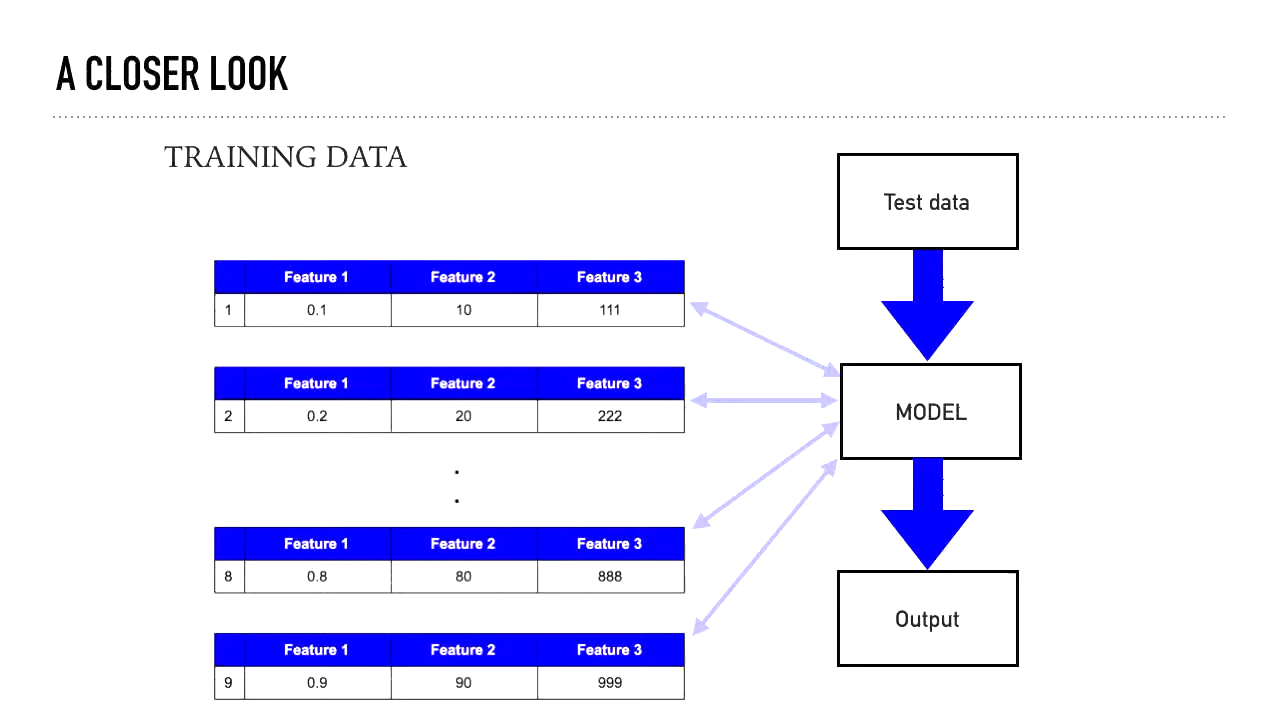 A CLOSER LOOK
TRAINING DATA
Feature 1 Feature 2 Feature 3
1 0.1 10 111
Feature 1 Feature 2 Feature 3
2 0.2 20 222
.
.
Feature 1 Feature 2 Feature 3
8 0.8 80 888
Feature 1 Feature 2 Feature 3
9 0.9 90 999
Test data
MODEL
Output